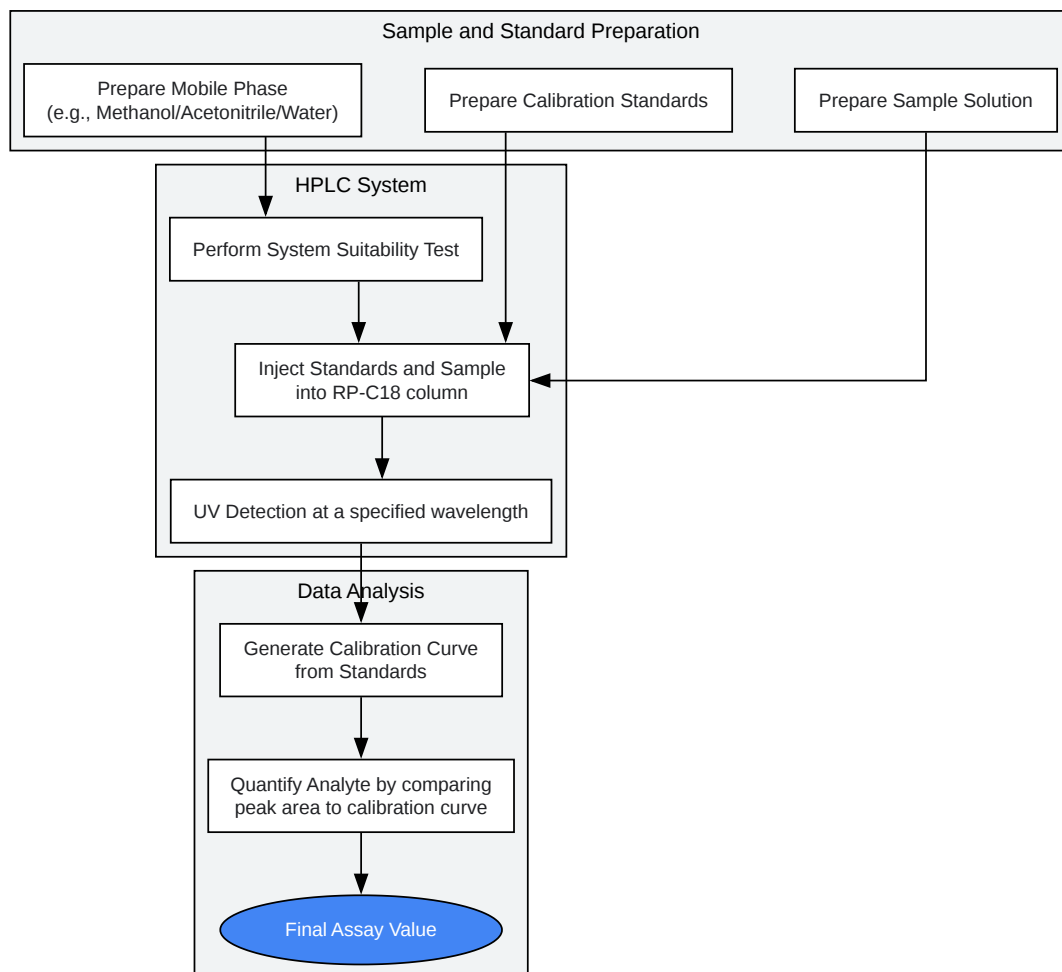 Sample and Standard Preparation
Prepare Mobile Phase
(e.g., Methanol/Acetonitrile/Water)
Prepare Calibration Standards
Prepare Sample Solution
HPLC System
Perform System Suitability Test
Inject Standards and Sample
into RP-C18 column
UV Detection at a specified wavelength
Data Analysis
Generate Calibration Curve
from Standards
Quantify Analyte by comparing
peak area to calibration curve
Final Assay Value